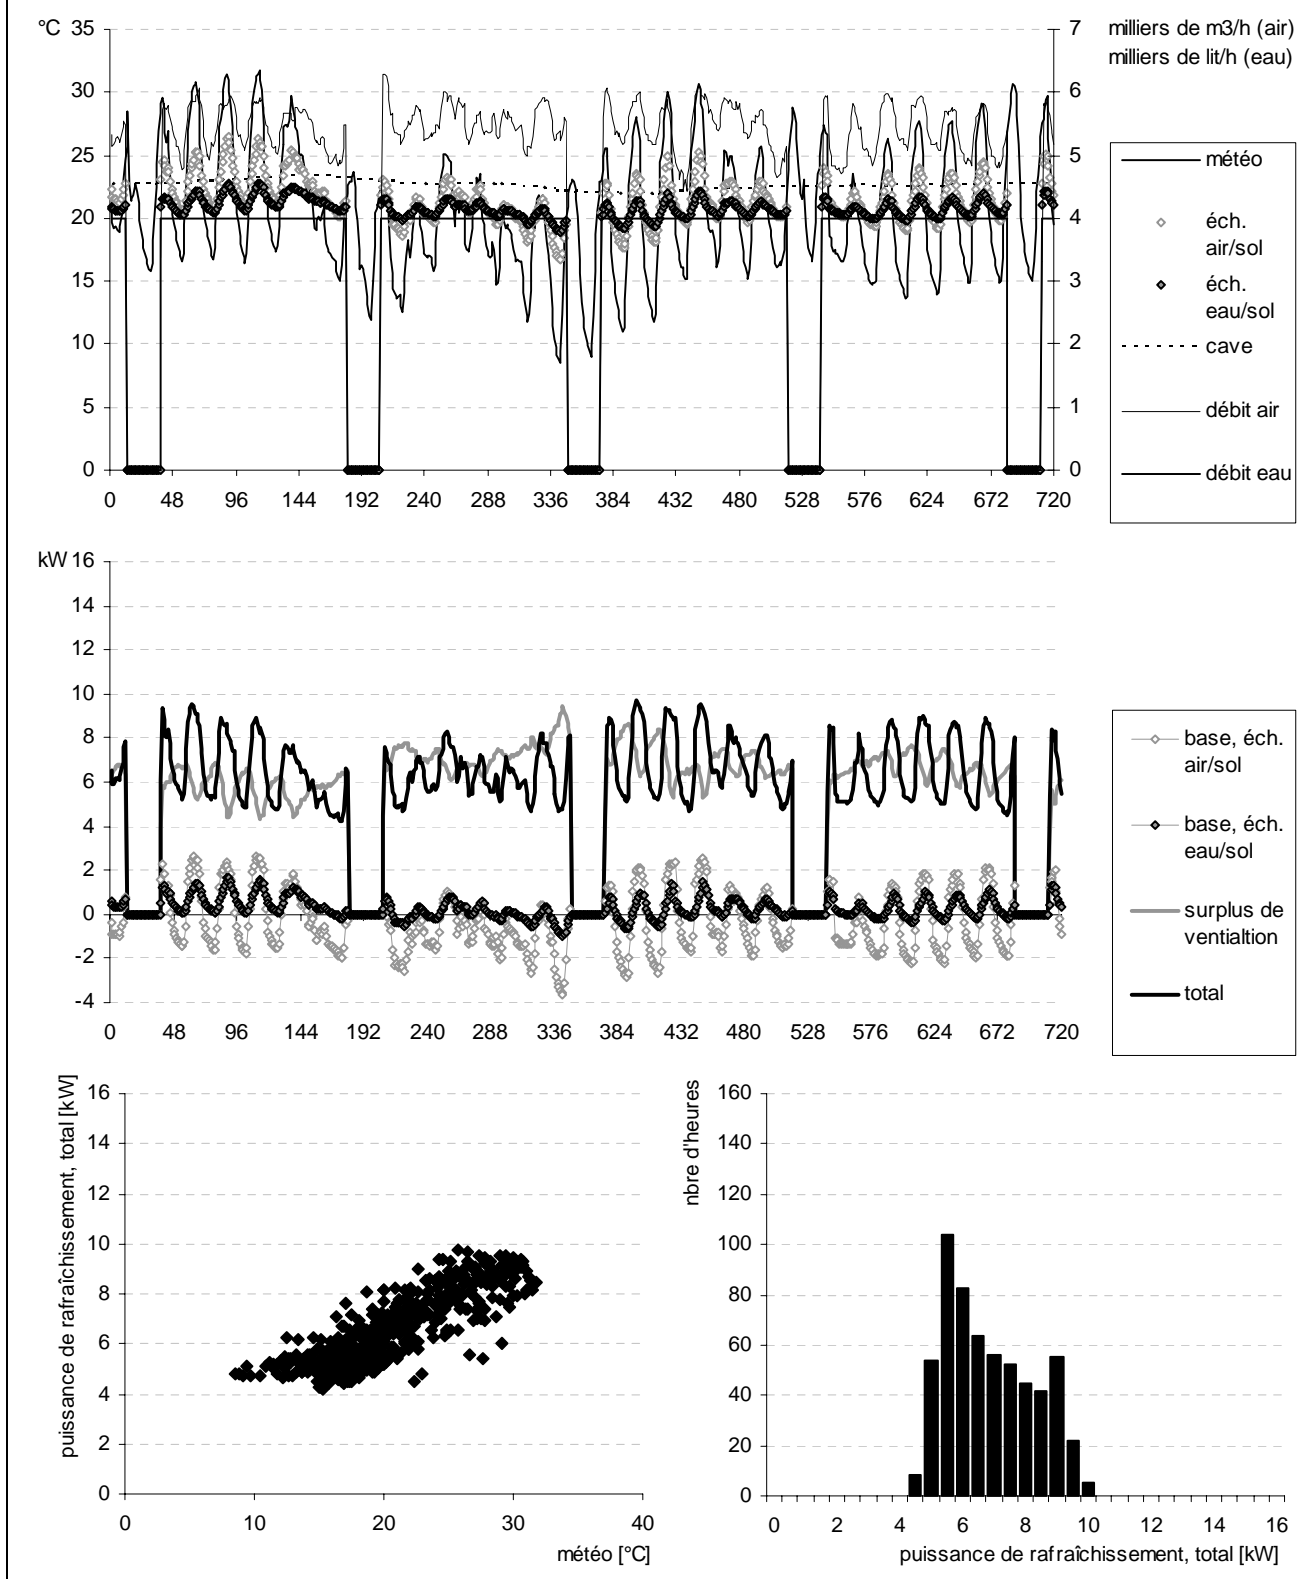 °C 35
30
25
20
15
10
5
0
7
6
5
4
3
2
1
0
milliers de m3/h (air)
milliers de lit/h (eau)
0 48 96 144 192 240 288 336 384 432 480 528 576 624 672 720
météo
éch.
air/sol
éch.
eau/sol
cave
débit air
débit eau
kW 16
14
12
10
8
6
4
2
0
-2
-4
0 48 96 144 192 240 288 336 384 432 480 528 576 624 672 720
base, éch.
air/sol
base, éch.
eau/sol
surplus de
ventialtion
total
puissance de rafraîchissement, total [kW]
16
14
12
10
8
6
4
2
0
0 10 20 30 40
météo [°C]
nbre d'heures
160
140
120
100
80
60
40
20
0
0 2 4 6 8 10 12 14 16
puissance de rafraîchissement, total [kW]